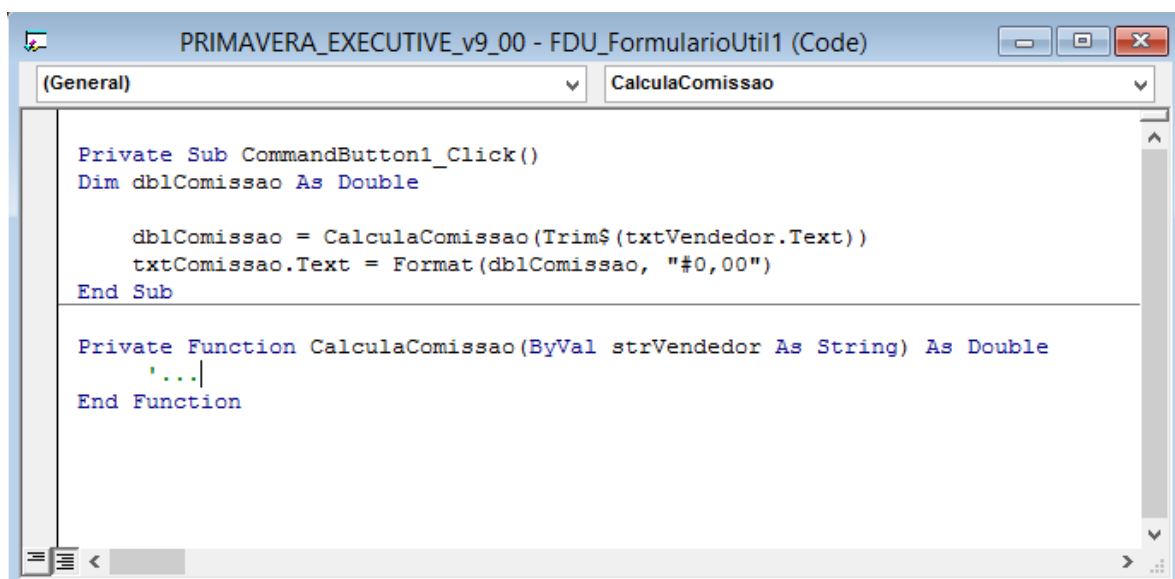 PRIMAVERA_EXECUTIVE_v9_00 - FDU_FormularioUtil1 (Code)
(General) CalculaComissao
Private Sub CommandButton1_Click()
Dim dblComissao As Double
dblComissao = CalculaComissao(Trim$(txtVendedor.Text))
txtComissao.Text = Format(dblComissao, "#0,00")
End Sub
Private Function CalculaComissao(ByVal strVendedor As String) As Double
'...
End Function